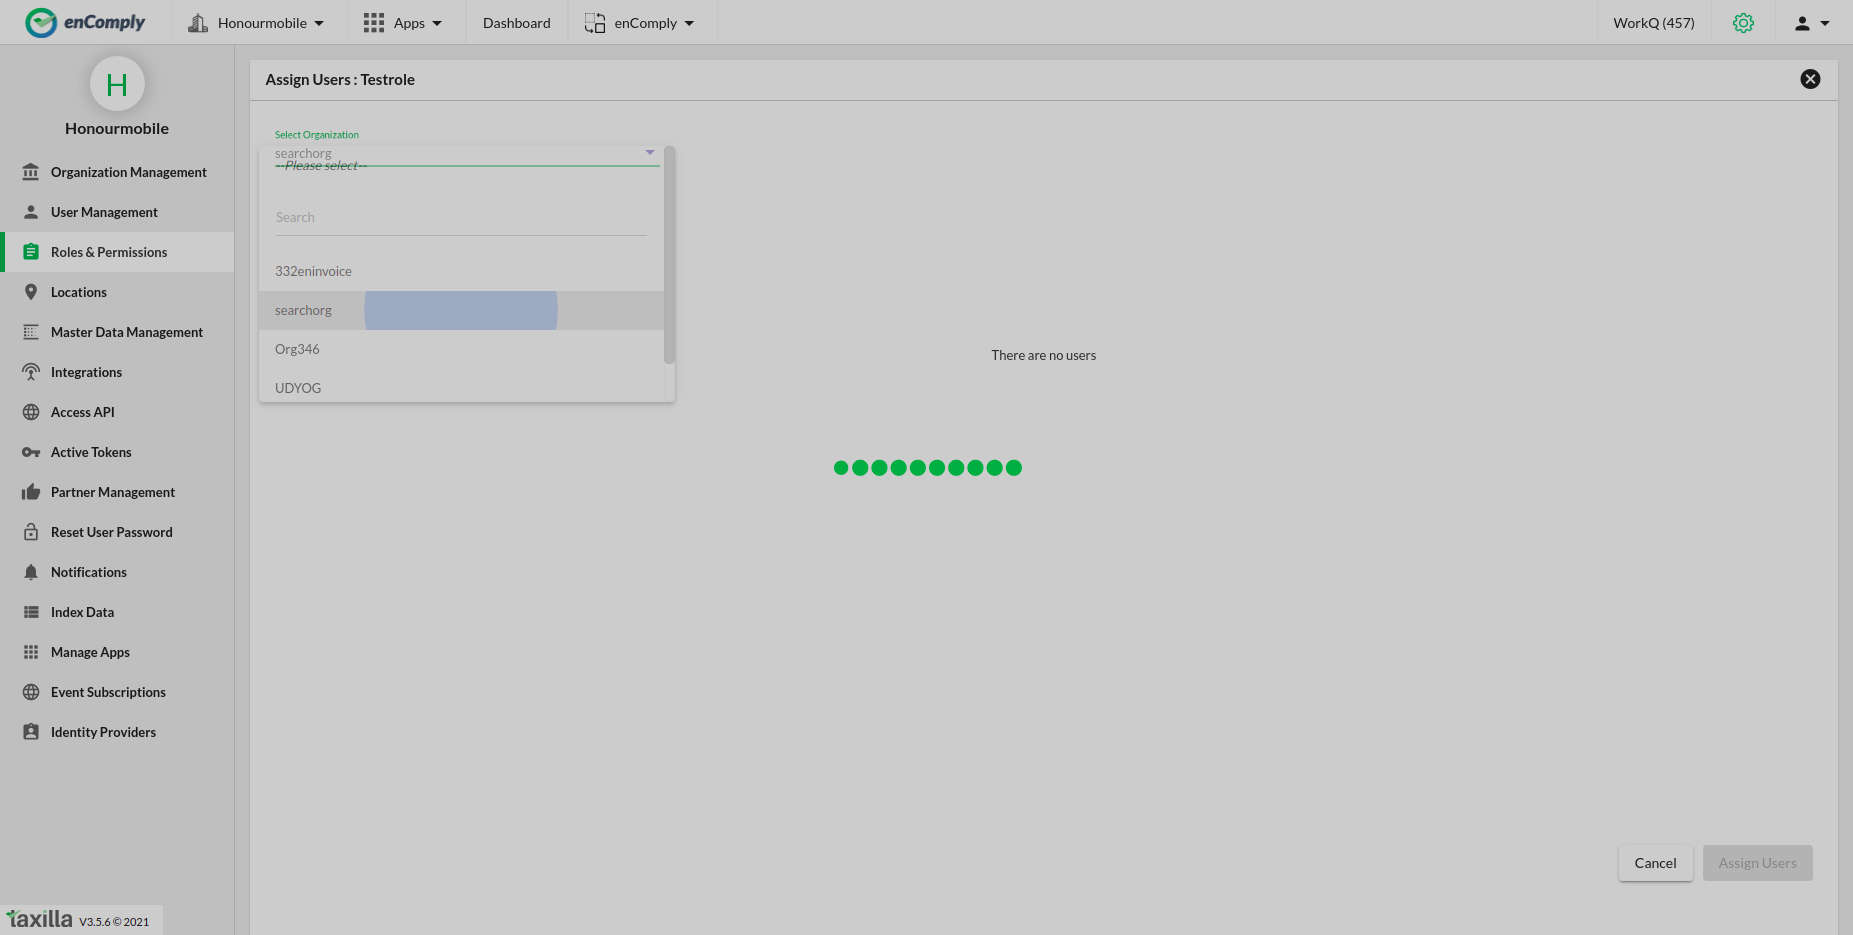 enComply
Honourmobile
Apps
Dashboard
enComply
WorkQ (457)
H
Honourmobile
Organization Management
User Management
Roles & Permissions
Locations
Master Data Management
Integrations
Access API
Active Tokens
Partner Management
Reset User Password
Notifications
Index Data
Manage Apps
Event Subscriptions
Identity Providers
taxilla V3.5.6 © 2021
Assign Users : Testrole
Select Organization
searchorg
--Please select--
Search
332eninvoice
searchorg
Org346
UDYOG
There are no users
Cancel
Assign Users